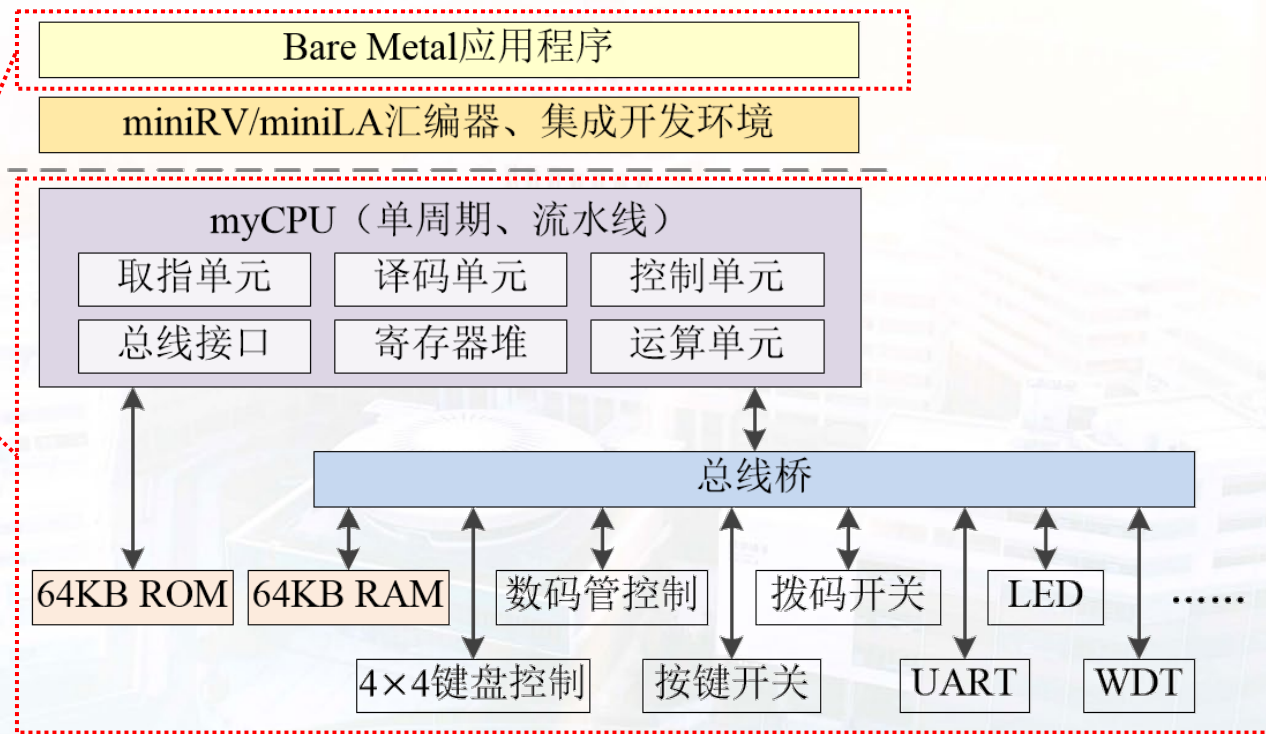 Bare Metal应用程序
miniRV/miniLA汇编器、集成开发环境
myCPU（单周期、流水线）
取指单元 译码单元 控制单元
总线接口 寄存器堆 运算单元
总线桥
64KB ROM 64KB RAM 数码管控制 拨码开关 LED ……
4×4键盘控制 按键开关 UART WDT